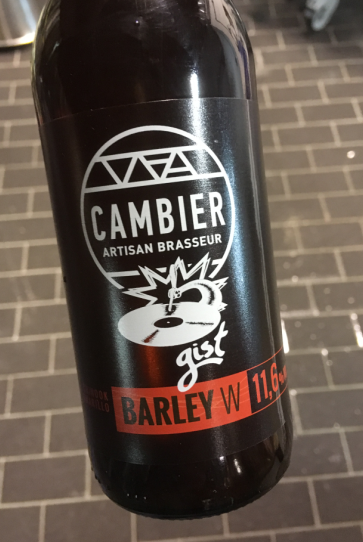 CAMBIER
ARTISAN BRASSEUR
gist
BARLEY W 11,6